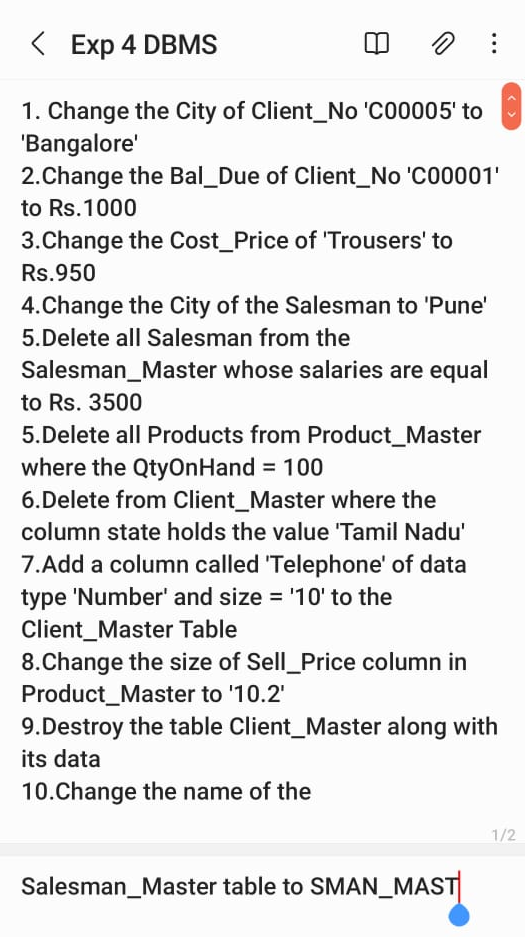 Exp 4 DBMS
1. Change the City of Client_No 'C00005' to
'Bangalore'
2.Change the Bal_Due of Client_No 'C00001'
to Rs.1000
3.Change the Cost_Price of 'Trousers' to
Rs.950
4.Change the City of the Salesman to 'Pune'
5.Delete all Salesman from the
Salesman_Master whose salaries are equal
to Rs. 3500
5.Delete all Products from Product_Master
where the QtyOnHand = 100
6.Delete from Client_Master where the
column state holds the value 'Tamil Nadu'
7.Add a column called 'Telephone' of data
type 'Number' and size = '10' to the
Client_Master Table
8.Change the size of Sell_Price column in
Product_Master to '10.2'
9.Destroy the table Client_Master along with
its data
10.Change the name of the
1/2
Salesman_Master table to SMAN_MAST